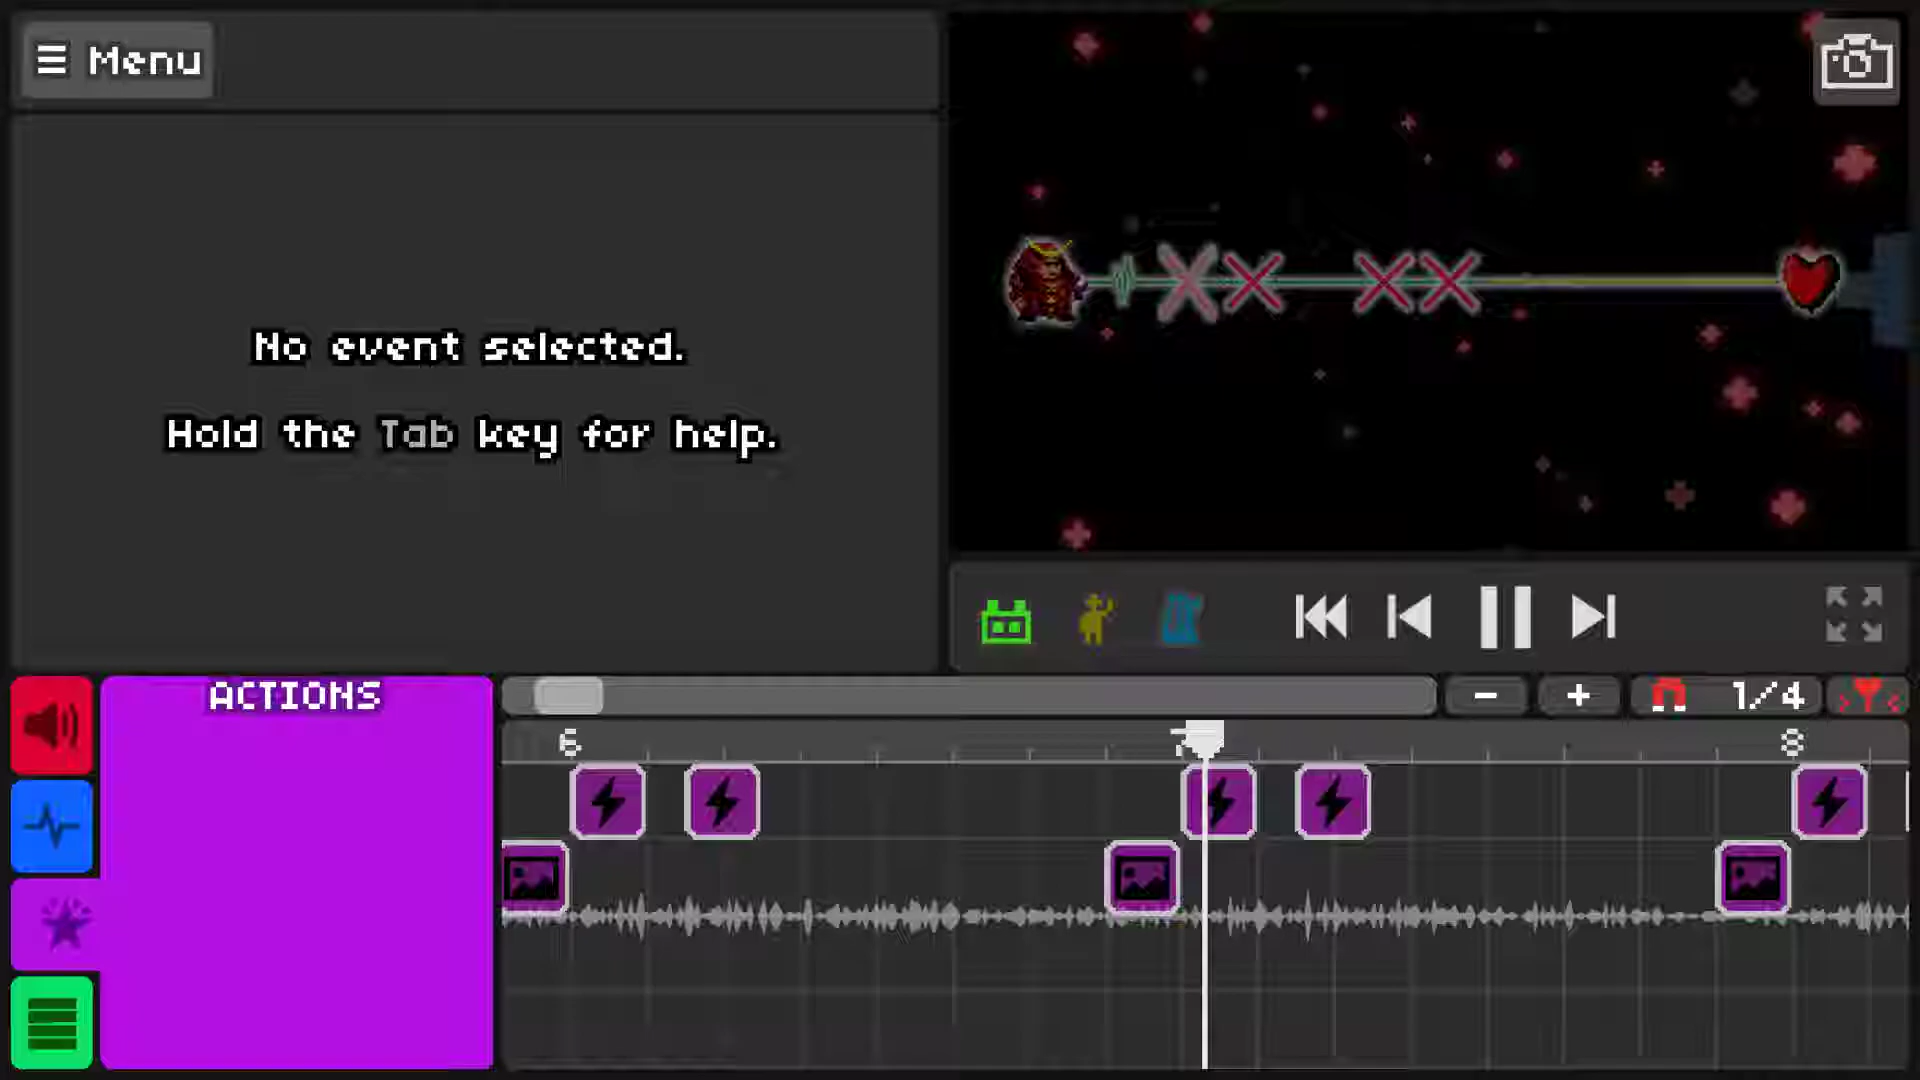 Menu
No event selected.
Hold the Tab key for help.
ACTIONS
- + 1/4
6 8